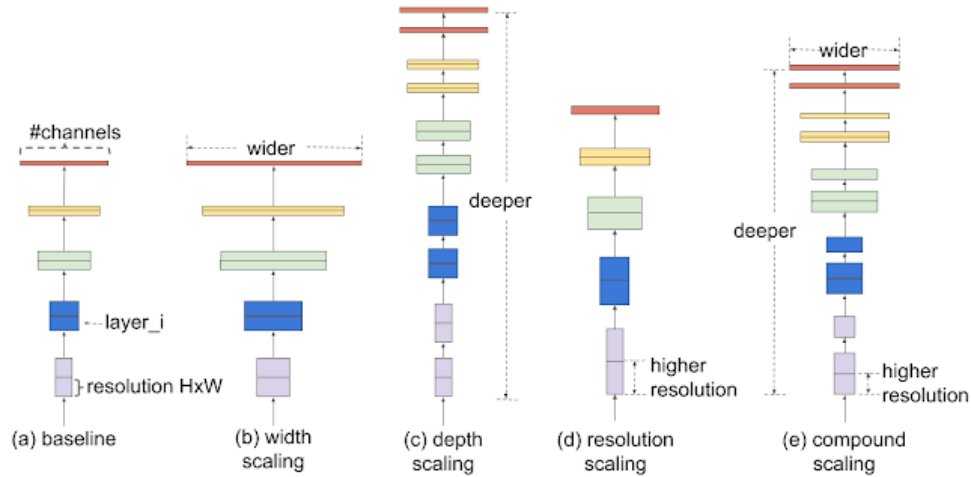 #channels
wider
wider
deeper
deeper
layer_i
resolution HxW
higher
resolution
higher
resolution
(a) baseline
(b) width
scaling
(c) depth
scaling
(d) resolution
scaling
(e) compound
scaling